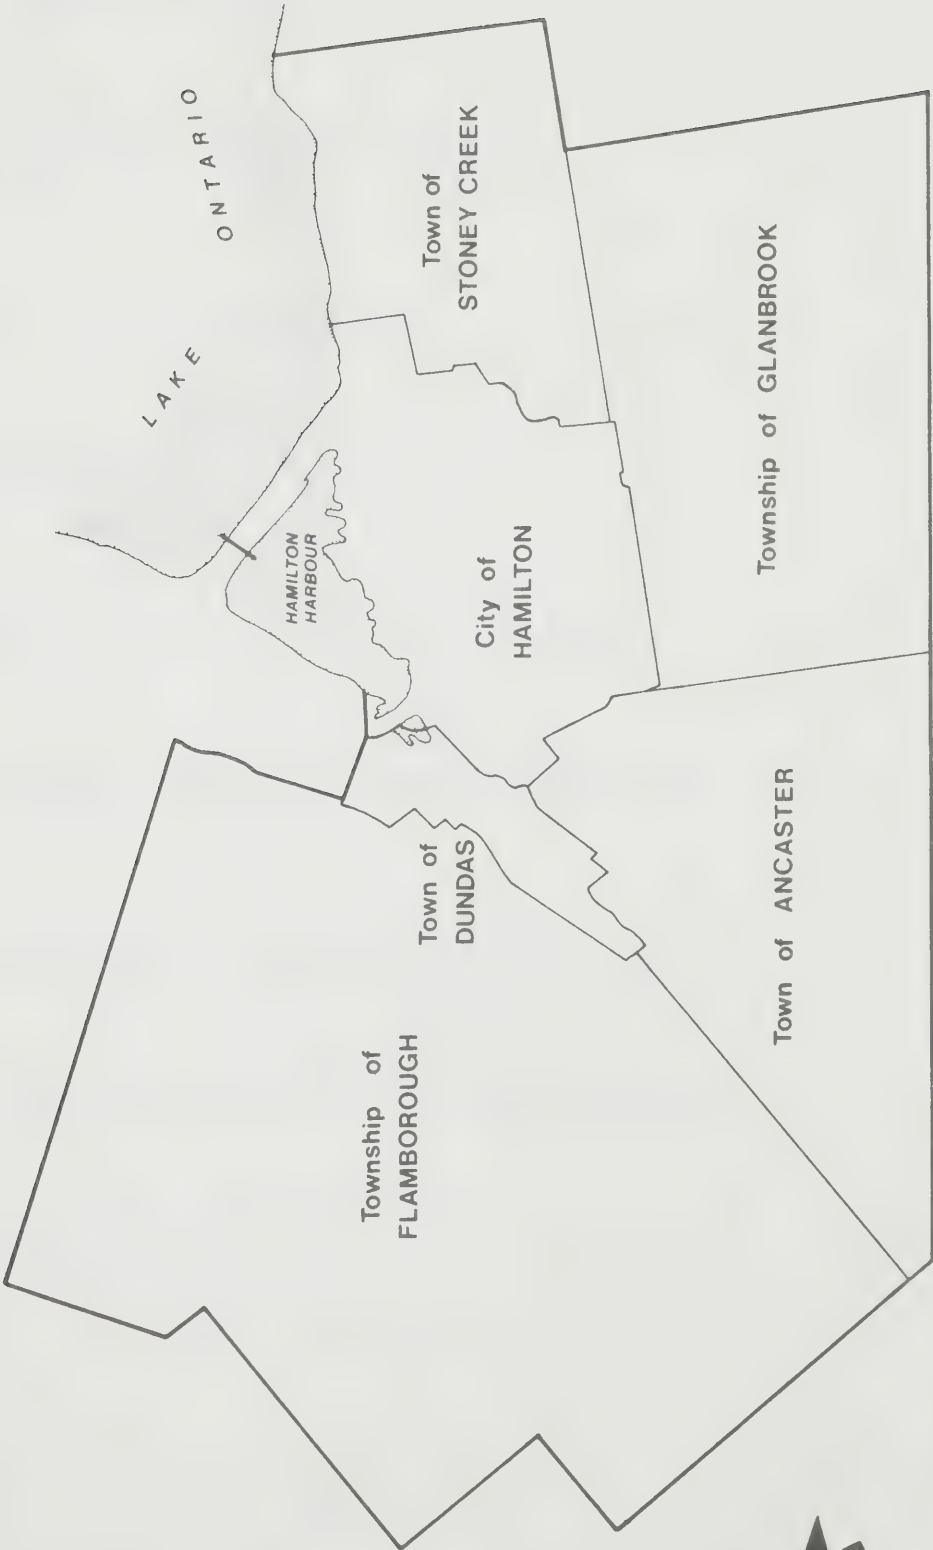 LAKE
ONTARIO
HAMILTON
HARBOUR
Township of
FLAMBOROUGH
Town of
DUNDAS
City of
HAMILTON
Town of
STONEY CREEK
Town of ANCASTER
Township of GLANBROOK